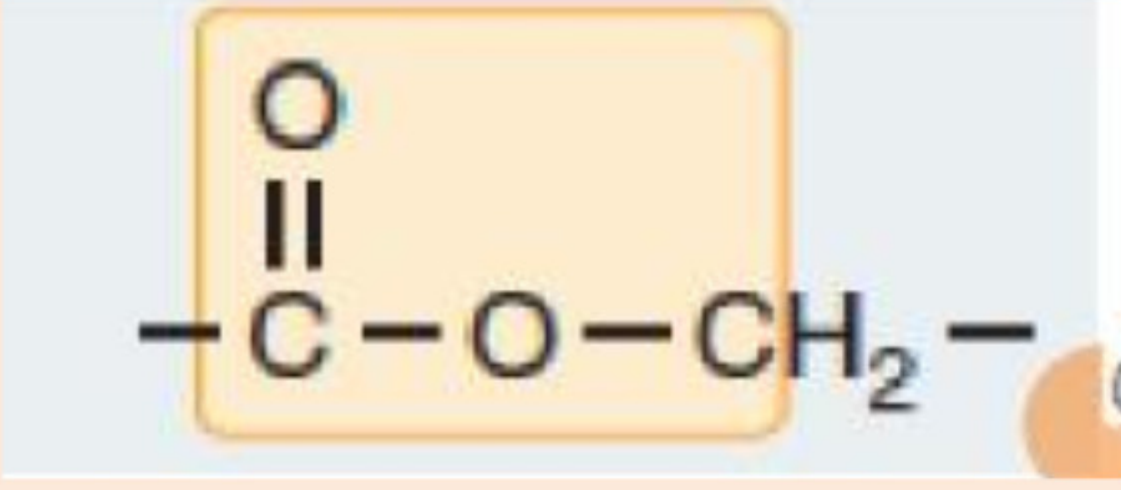 O
||
– C – O – CH₂ –